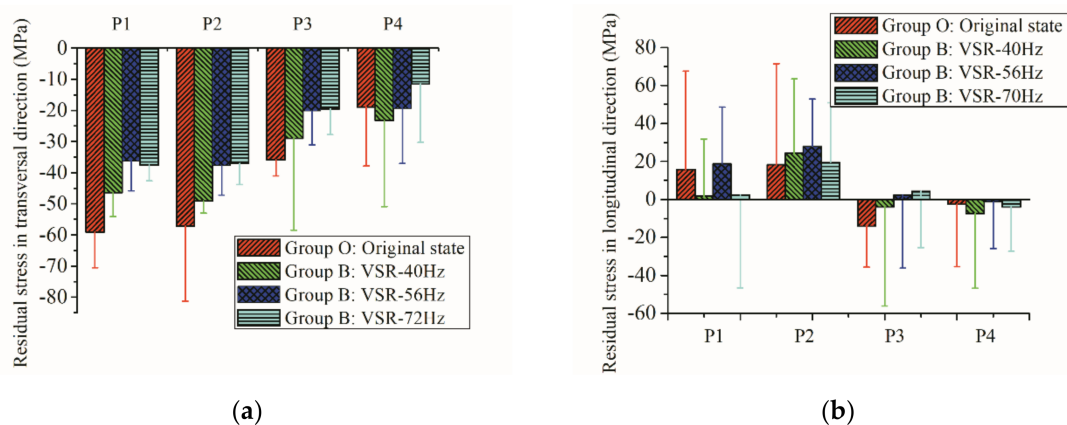 P1 P2 P3 P4
Residual stress in transversal direction (MPa)
0
-10
-20
-30
-40
-50
-60
-70
-80
Group O: Original state
Group B: VSR-40Hz
Group B: VSR-56Hz
Group B: VSR-72Hz
(a)
Residual stress in longitudinal direction (MPa)
80
60
40
20
0
-20
-40
-60
Group O: Original state
Group B: VSR-40Hz
Group B: VSR-56Hz
Group B: VSR-70Hz
P1 P2 P3 P4
(b)